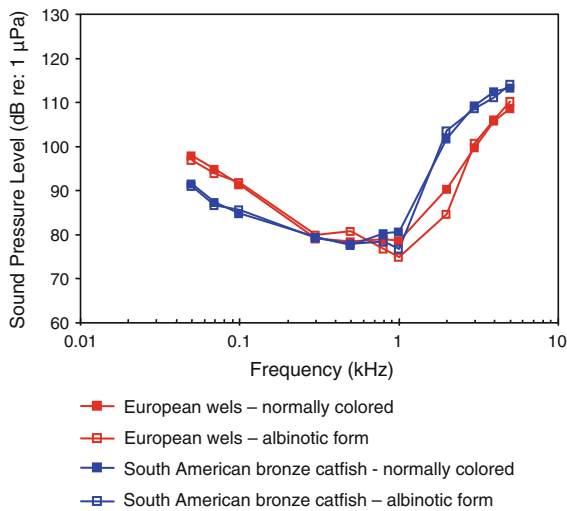 Sound Pressure Level (dB re: 1 µPa)
130
120
110
100
90
80
70
60
0.01
0.1
1
10
Frequency (kHz)
European wels – normally colored
European wels – albinotic form
South American bronze catfish - normally colored
South American bronze catfish – albinotic form